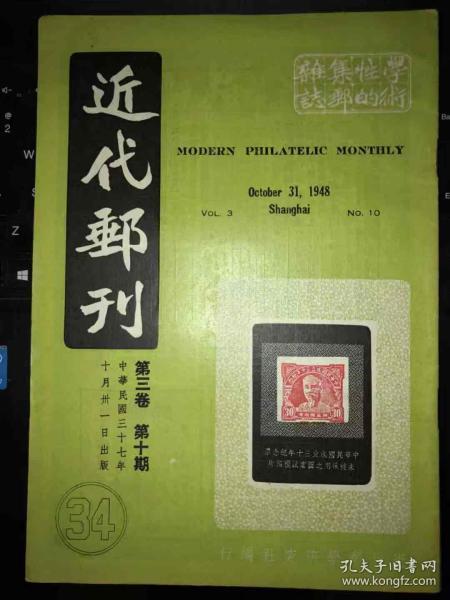 學術性的集郵雜誌
近代郵刊
MODERN PHILATELIC MONTHLY
October 31, 1948
VOL. 3 Shanghai NO. 10
第三卷 第十期
中華民國三十七年
十月卅一日出版
34
30 30
孔夫子旧书网
www.kongfz.com